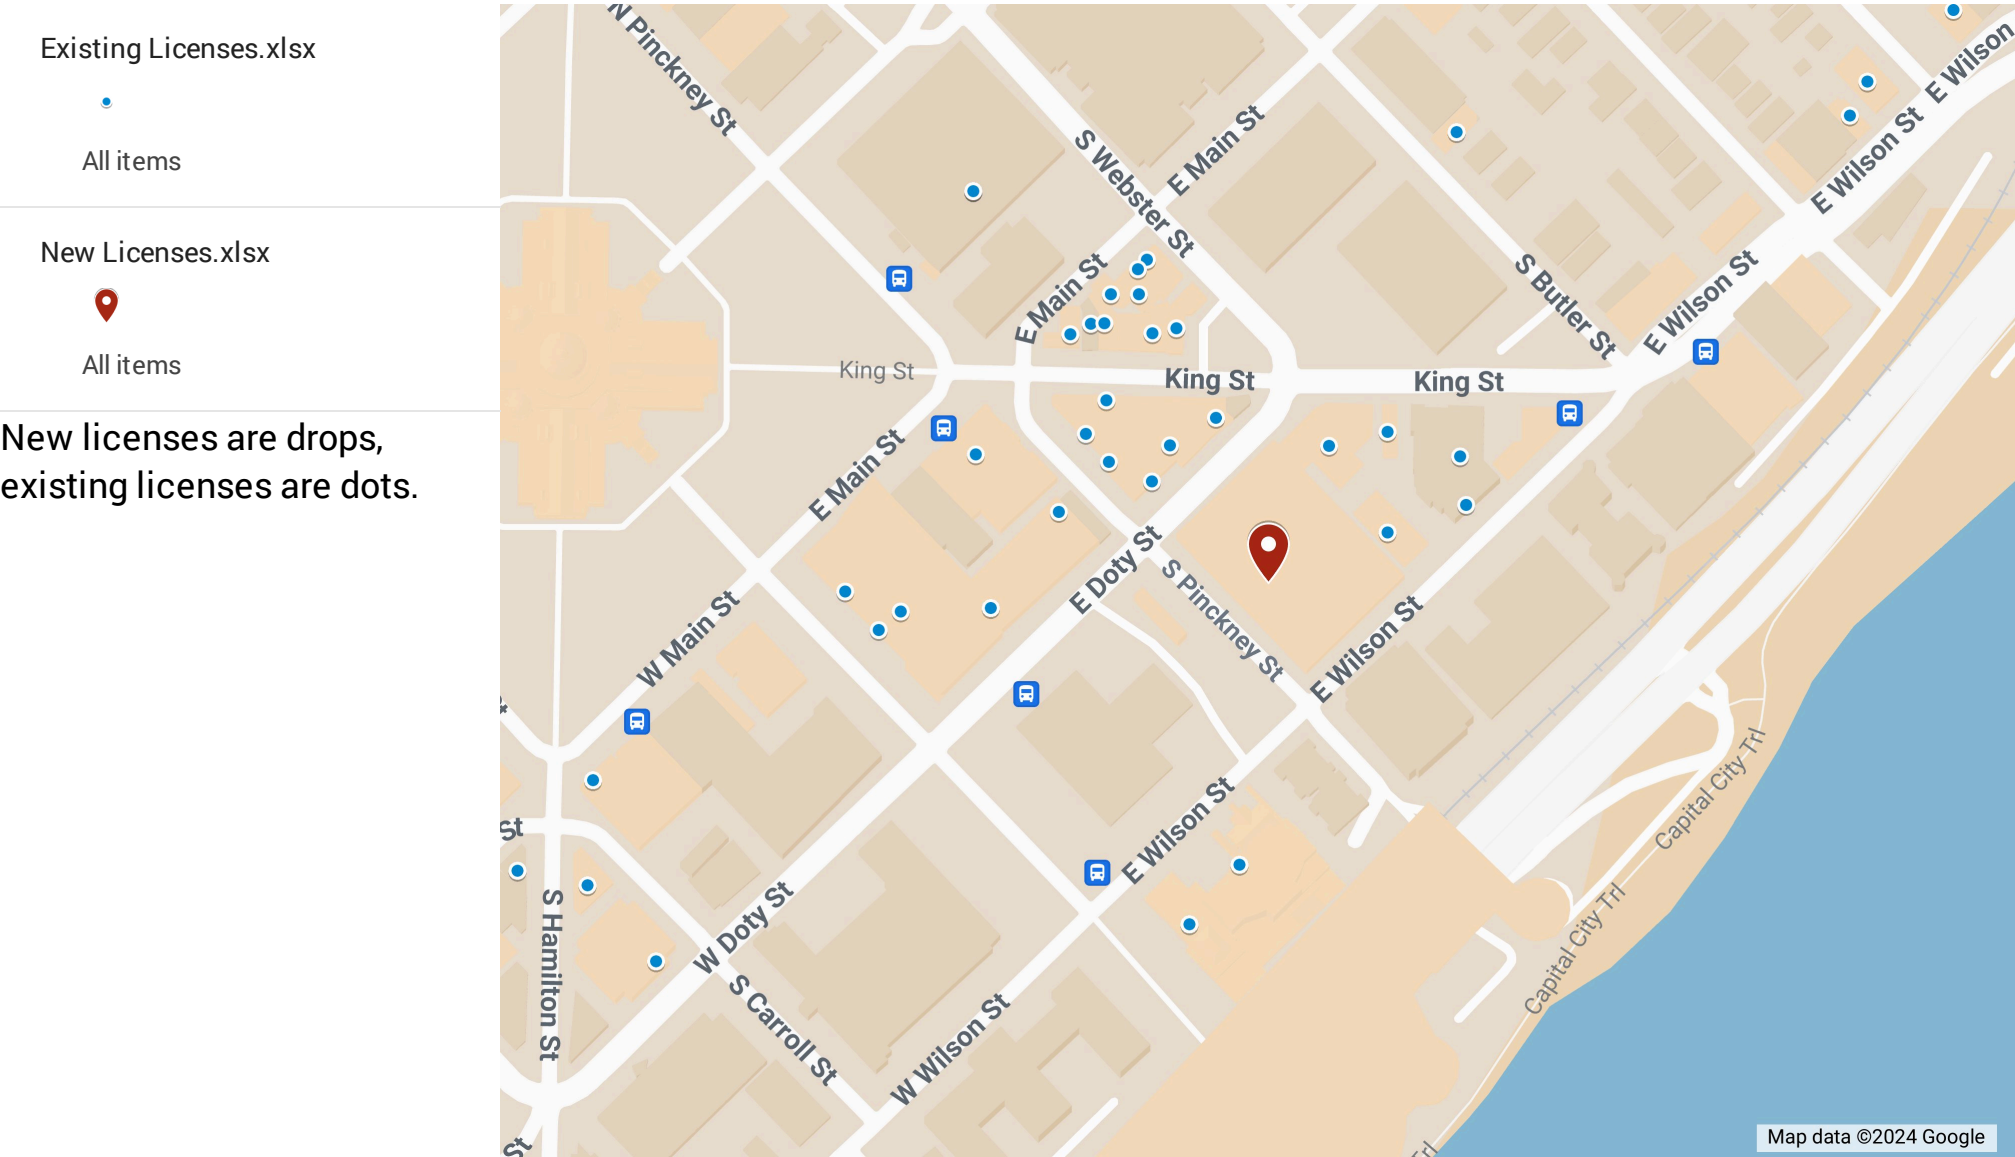 Existing Licenses.xlsx
All items
New Licenses.xlsx
All items
New licenses are drops,
existing licenses are dots.
N Pinckney St
S Webster St
E Main St
E Wilson
E Wilson St
E Main St
S Butler St
E Wilson St
King St
King St
King St
E Main St
E Doty St
S Pinckney St
W Main St
E Wilson St
Capital City Trl
E Wilson St
St
S Hamilton St
W Doty St
Capital City Trl
S Carroll St
W Wilson St
St
Trl
Map data ©2024 Google